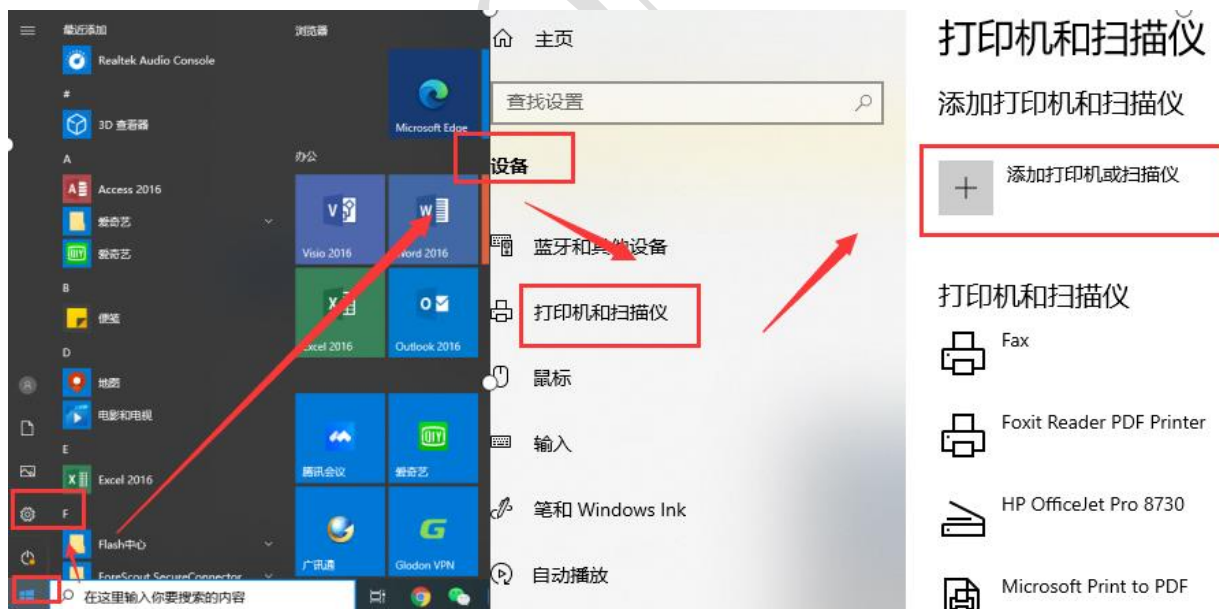 最近添加
Realtek Audio Console
#
3D 查看器
A
Access 2016
爱奇艺
爱奇艺
B
便笺
D
地图
电影和电视
E
Excel 2016
F
Flash中心
ForeScout SecureConnector
在这里输入你要搜索的内容
浏览器
Microsoft Edge
办公
Visio 2016
Word 2016
Excel 2016
Outlook 2016
腾讯会议
爱奇艺
广讯通
Glodon VPN
主页
查找设置
设备
蓝牙和其他设备
打印机和扫描仪
鼠标
输入
笔和 Windows Ink
自动播放
打印机和扫描仪
添加打印机和扫描仪
添加打印机或扫描仪
打印机和扫描仪
Fax
Foxit Reader PDF Printer
HP OfficeJet Pro 8730
Microsoft Print to PDF